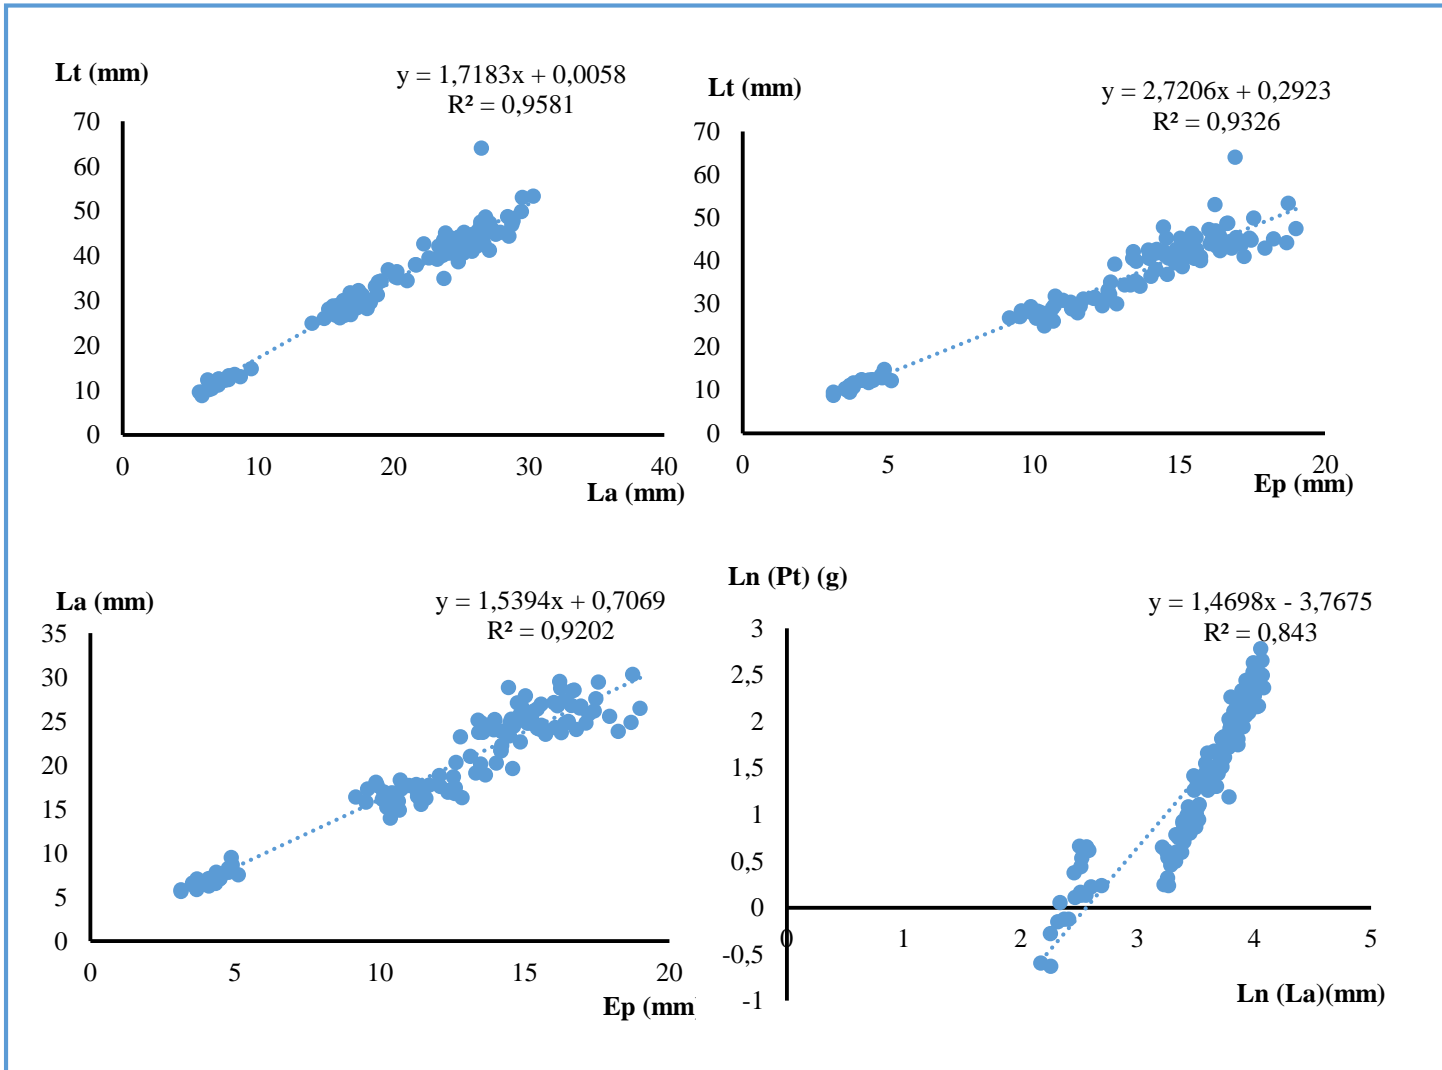 Lt (mm)
y = 1,7183x + 0,0058
R² = 0,9581
70
60
50
40
30
20
10
0
0 10 20 30 40
La (mm)
Lt (mm)
y = 2,7206x + 0,2923
R² = 0,9326
70
60
50
40
30
20
10
0
0 5 10 15 20
Ep (mm)
La (mm)
y = 1,5394x + 0,7069
R² = 0,9202
35
30
25
20
15
10
5
0
0 5 10 15 20
Ep (mm)
Ln (Pt) (g)
y = 1,4698x - 3,7675
R² = 0,843
3
2,5
2
1,5
1
0,5
0
-0,5
-1
0 1 2 3 4 5
Ln (La)(mm)